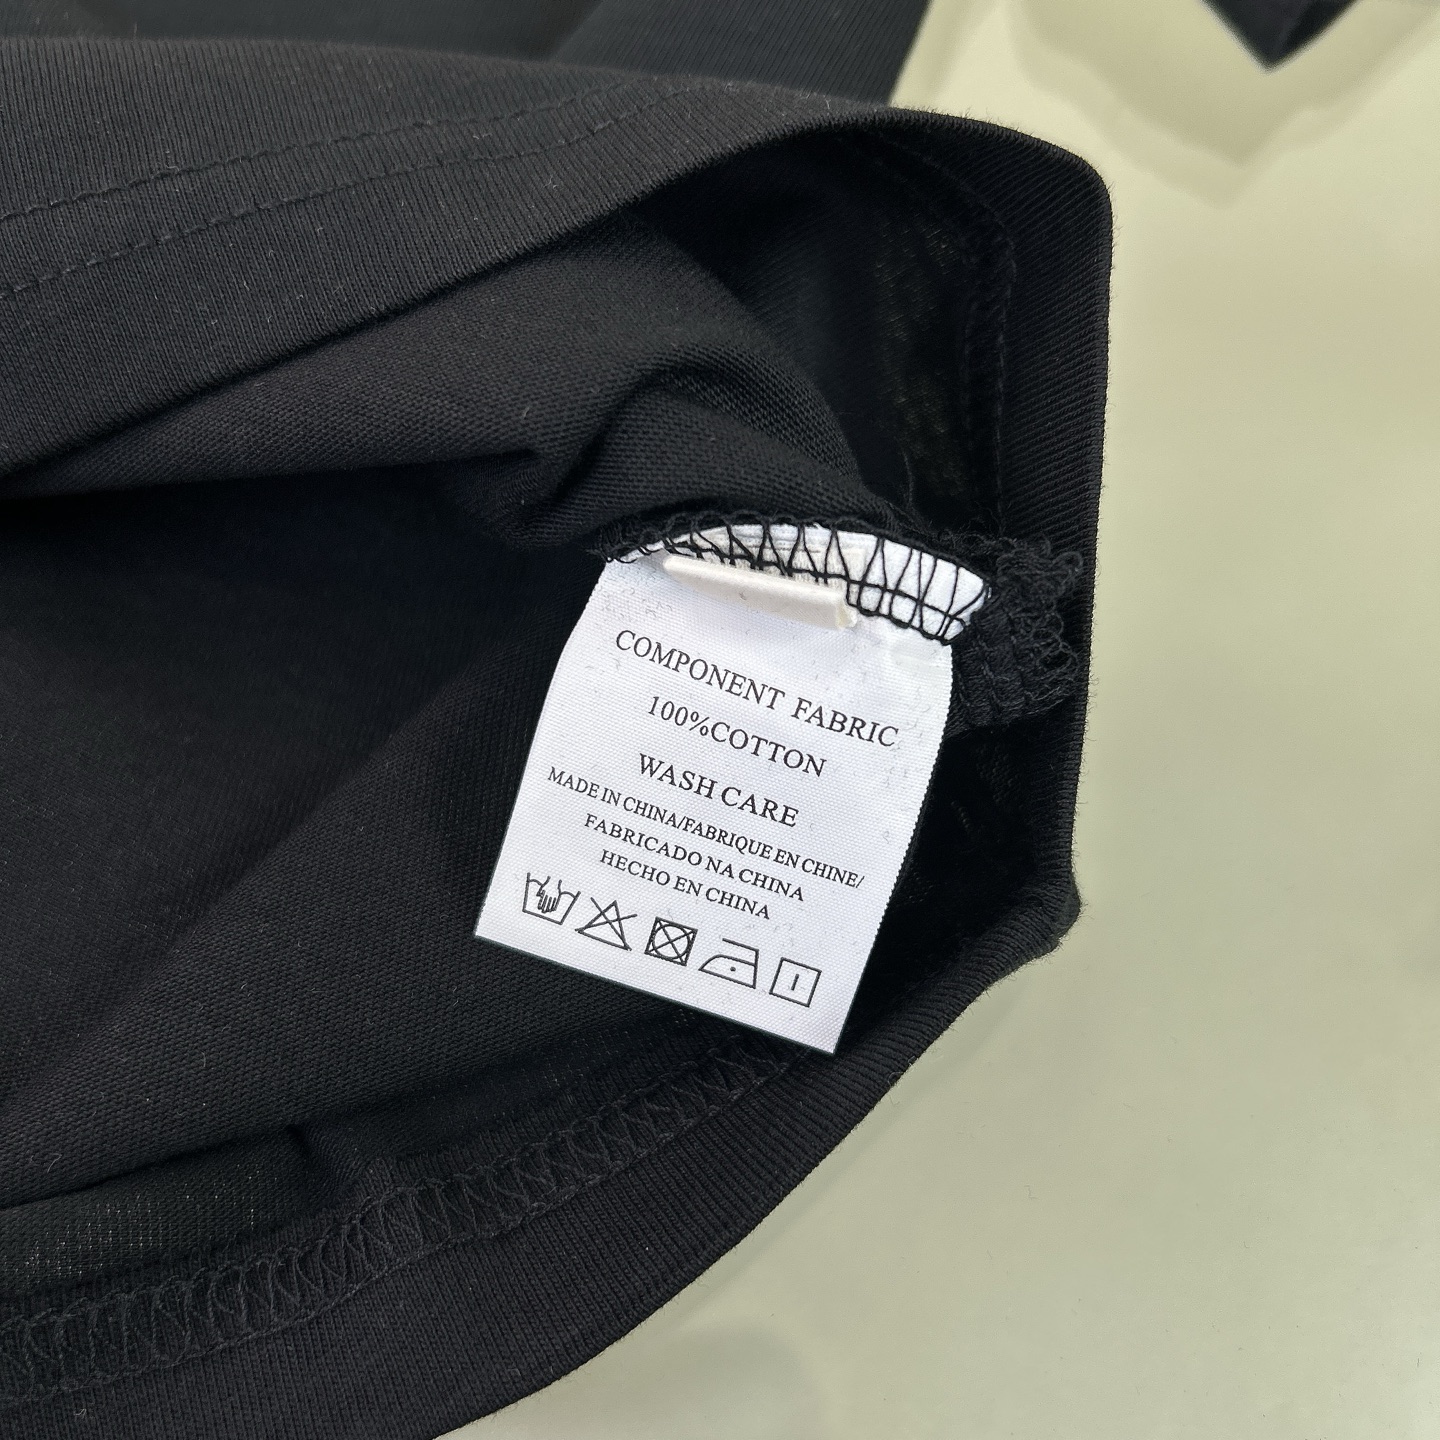 COMPONENT FABRIC
100%COTTON
WASH CARE
MADE IN CHINA/FABRIQUE EN CHINE/
FABRICADO NA CHINA
HECHO EN CHINA